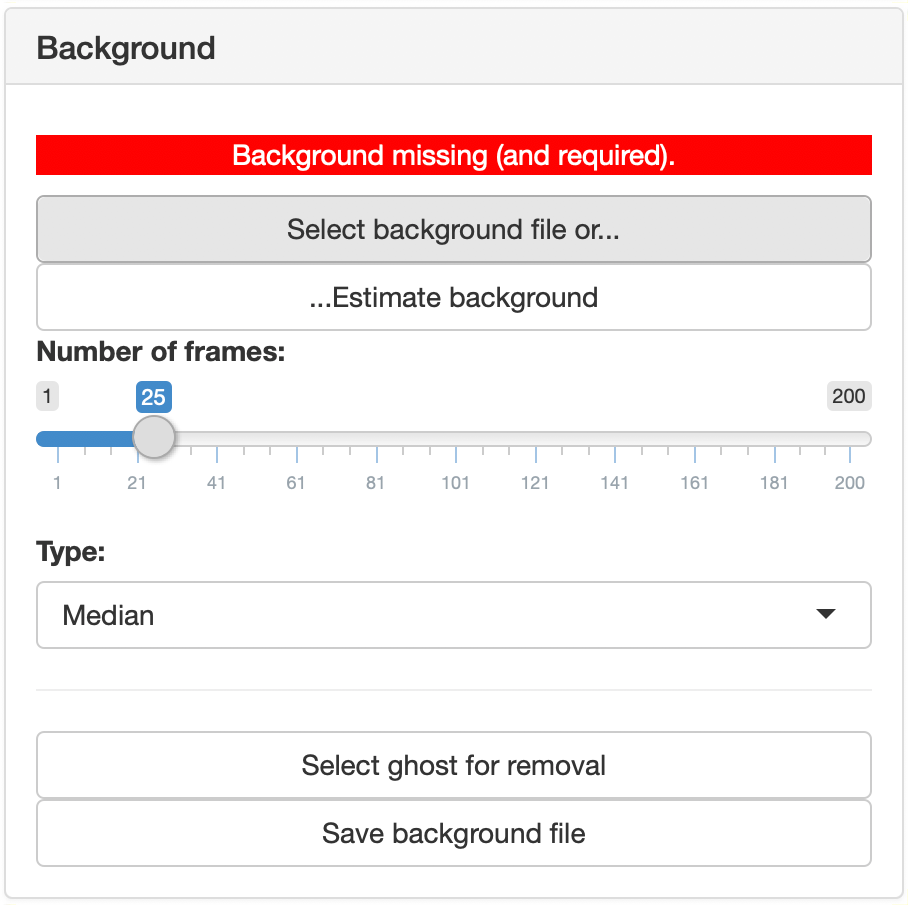 Background
Background missing (and required).
Select background file or...
...Estimate background
Number of frames:
1 25 200
1 21 41 61 81 101 121 141 161 181 200
Type:
Median
Select ghost for removal
Save background file